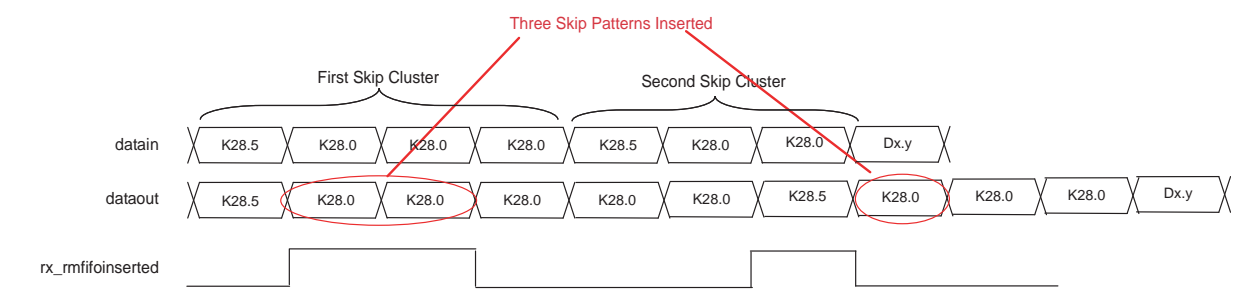 Three Skip Patterns Inserted
First Skip Cluster
Second Skip Cluster
datain K28.5 K28.0 K28.0 K28.0 K28.5 K28.0 K28.0 Dx.y
dataout K28.5 K28.0 K28.0 K28.0 K28.0 K28.0 K28.5 K28.0 K28.0 K28.0 Dx.y
rx_rmfifoinserted